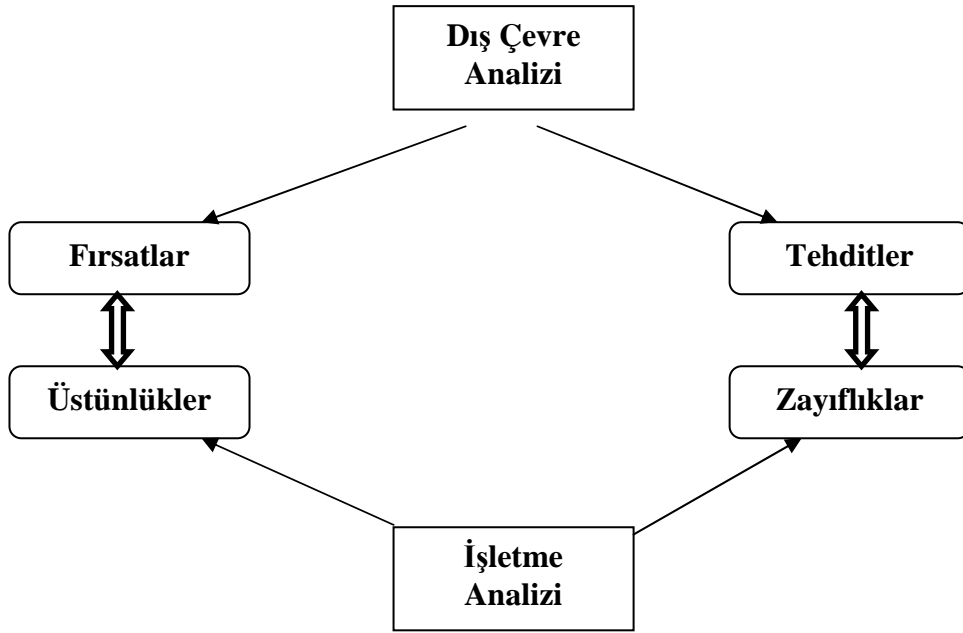 Dış Çevre
Analizi
Fırsatlar
Tehditler
Üstünlükler
Zayıflıklar
İşletme
Analizi